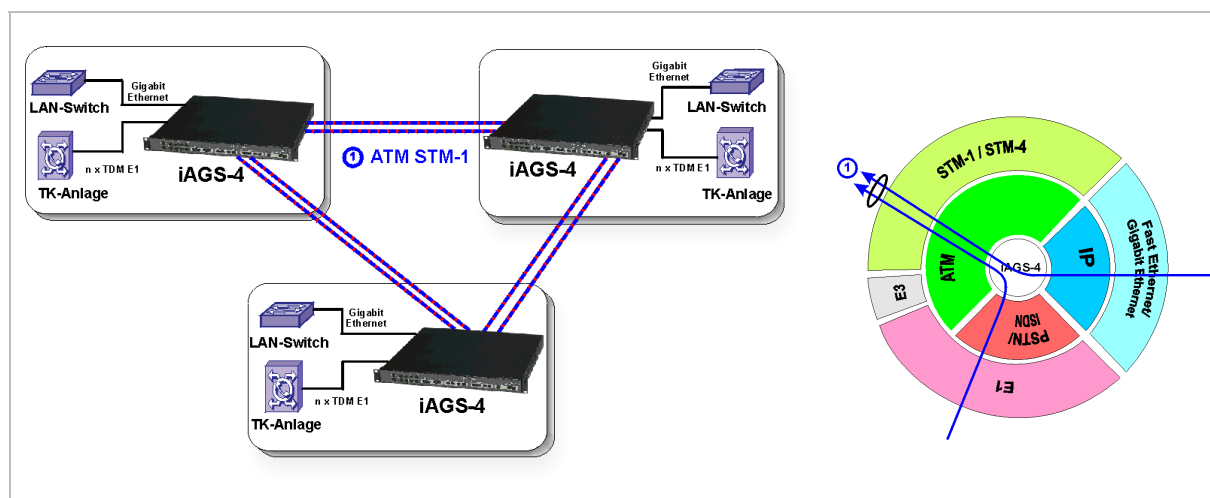 Gigabit
Ethernet
LAN-Switch
n x TDM E1
TK-Anlage
iAGS-4
① ATM STM-1
Gigabit
Ethernet
LAN-Switch
n x TDM E1
TK-Anlage
iAGS-4
Gigabit
Ethernet
LAN-Switch
n x TDM E1
TK-Anlage
iAGS-4
①
STM-1 / STM-4
Fast Ethernet/
Gigabit Ethernet
ATM
IP
iAGS-4
E3
PSTN/
ISDN
E1